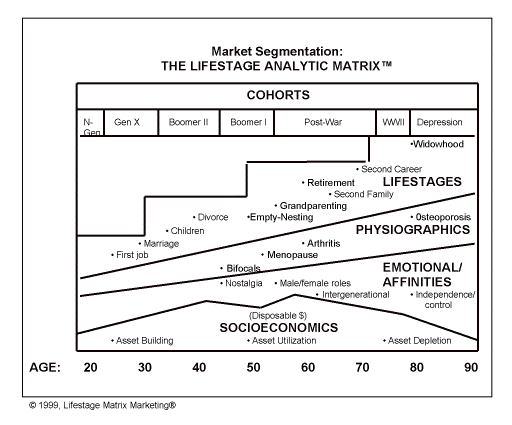 Market Segmentation:
THE LIFESTAGE ANALYTIC MATRIX™
COHORTS
N-
Gen
Gen X
Boomer II
Boomer I
Post-War
WWII
Depression
•Widowhood
• Second Career
• Retirement
LIFESTAGES
• Second Family
• Grandparenting
• Divorce
•Empty-Nesting
• 0steoporosis
• Children
PHYSIOGRAPHICS
• Marriage
• Arthritis
• First job
• Menopause
• Bifocals
EMOTIONAL/
AFFINITIES
• Nostalgia
• Male/female roles
• Intergenerational
• Independence/
control
(Disposable $)
SOCIOECONOMICS
• Asset Building
• Asset Utilization
• Asset Depletion
AGE: 20 30 40 50 60 70 80 90
© 1999, Lifestage Matrix Marketing®